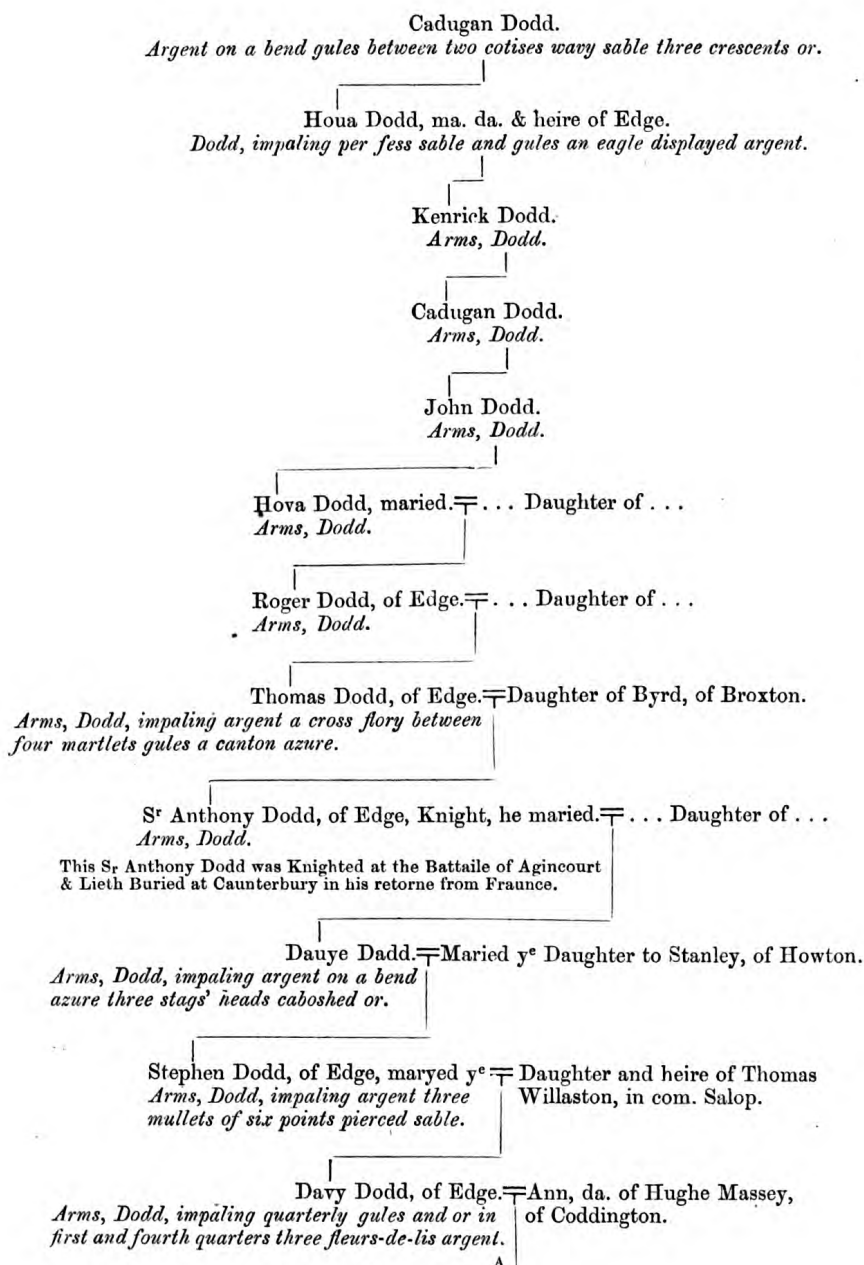 Cadugan Dodd.
Argent on a bend gules between two cotises wavy sable three crescents or.
Houa Dodd, ma. da. & heire of Edge.
Dodd, impaling per fess sable and gules an eagle displayed argent.
Kenrick Dodd.
Arms, Dodd.
Cadugan Dodd.
Arms, Dodd.
John Dodd.
Arms, Dodd.
Hova Dodd, maried. . . . Daughter of . . .
Arms, Dodd.
Roger Dodd, of Edge. . . . Daughter of . . .
Arms, Dodd.
Thomas Dodd, of Edge. Daughter of Byrd, of Broxton.
Arms, Dodd, impaling argent a cross flory between
four martlets gules a canton azure.
Sʳ Anthony Dodd, of Edge, Knight, he maried. . . . Daughter of . . .
Arms, Dodd.
This Sr Anthony Dodd was Knighted at the Battaile of Agincourt
& Lieth Buried at Caunterbury in his retorne from Fraunce.
Dauye Dadd. Maried yᵉ Daughter to Stanley, of Howton.
Arms, Dodd, impaling argent on a bend
azure three stags' heads caboshed or.
Stephen Dodd, of Edge, maryed yᵉ Daughter and heire of Thomas
Arms, Dodd, impaling argent three Willaston, in com. Salop.
mullets of six points pierced sable.
Davy Dodd, of Edge. Ann, da. of Hughe Massey,
Arms, Dodd, impaling quarterly gules and or in of Coddington.
first and fourth quarters three fleurs-de-lis argent.
A